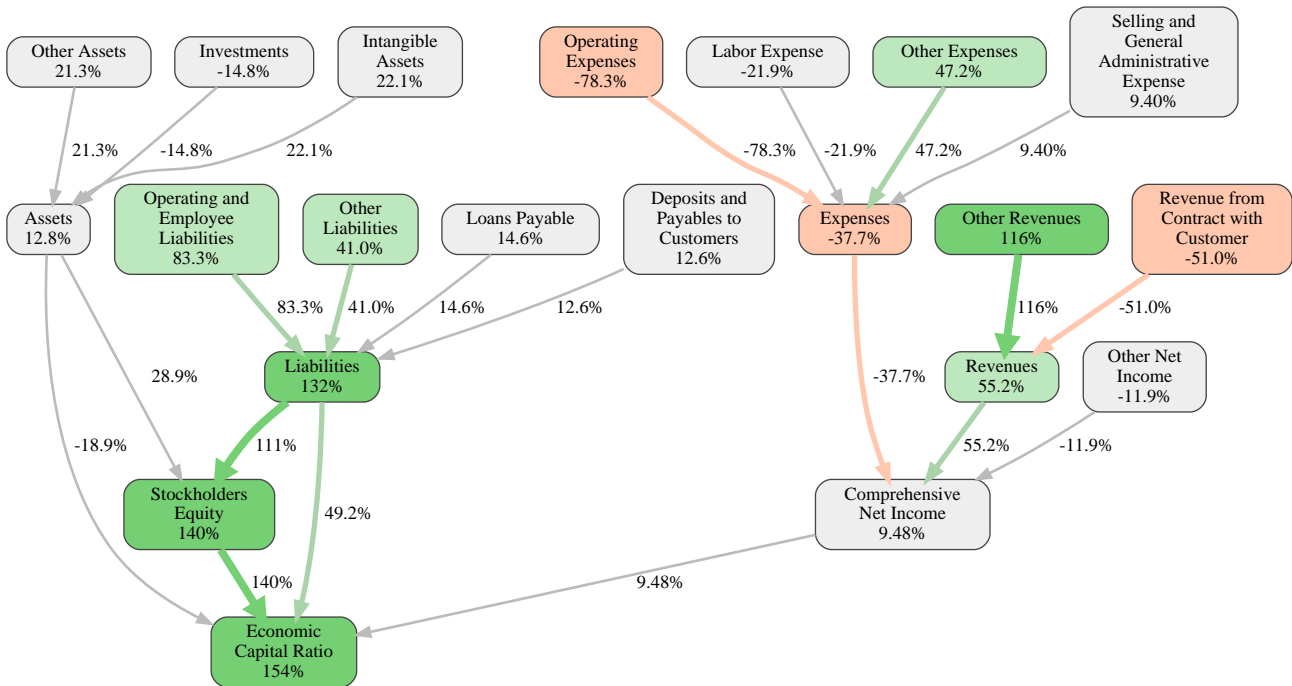 Other Assets
21.3%
Investments
-14.8%
Intangible
Assets
22.1%
Operating
Expenses
-78.3%
Labor Expense
-21.9%
Other Expenses
47.2%
Selling and
General
Administrative
Expense
9.40%
21.3%
-14.8%
22.1%
-78.3%
-21.9%
47.2%
9.40%
Assets
12.8%
Operating and
Employee
Liabilities
83.3%
Other
Liabilities
41.0%
Loans Payable
14.6%
Deposits and
Payables to
Customers
12.6%
Expenses
-37.7%
Other Revenues
116%
Revenue from
Contract with
Customer
-51.0%
83.3%
41.0%
14.6%
12.6%
116%
-51.0%
Liabilities
132%
Revenues
55.2%
Other Net
Income
-11.9%
28.9%
-37.7%
-18.9%
111%
55.2%
-11.9%
Stockholders
Equity
140%
49.2%
Comprehensive
Net Income
9.48%
140%
9.48%
Economic
Capital Ratio
154%